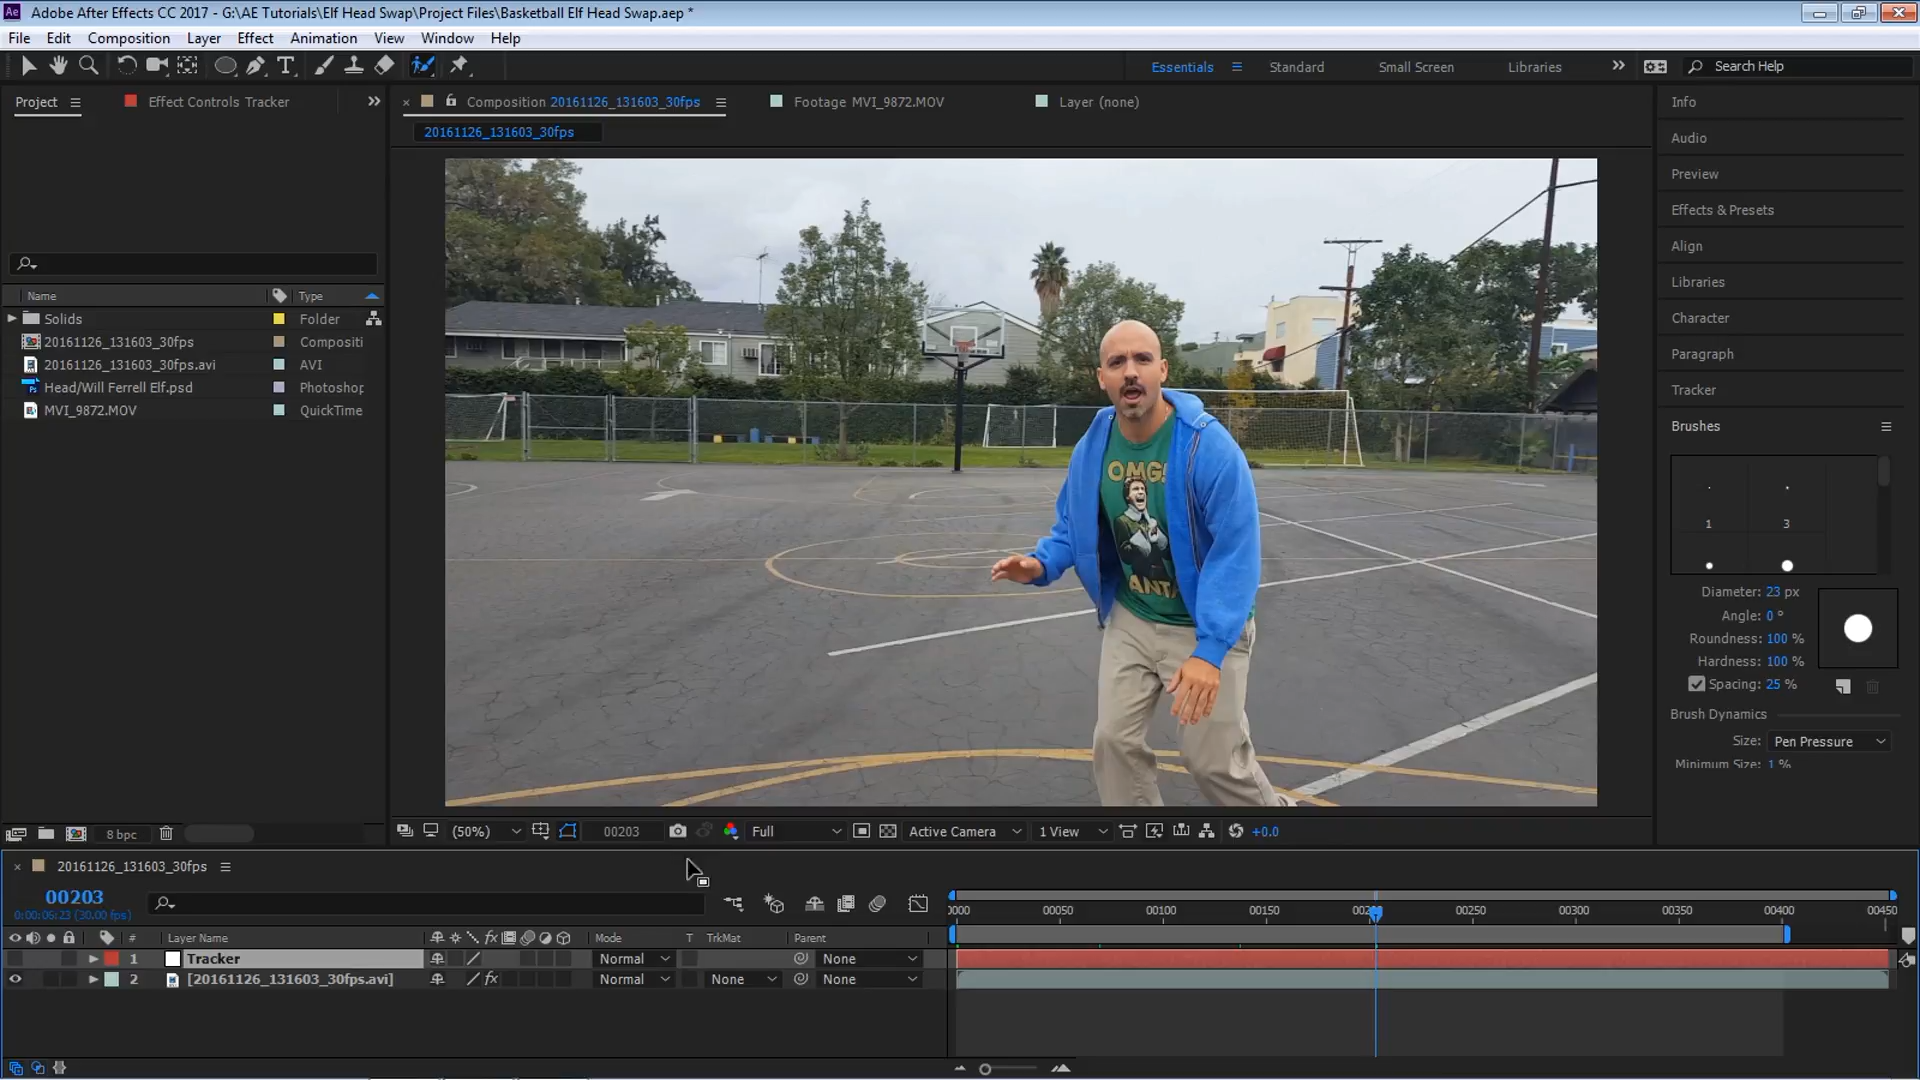 Adobe After Effects CC 2017 - G:\AE Tutorials\Elf Head Swap\Project Files\Basketball Elf Head Swap.aep *
File Edit Composition Layer Effect Animation View Window Help
Essentials Standard Small Screen Libraries Search Help
Project Effect Controls Tracker
Composition 20161126_131603_30fps Footage MVI_9872.MOV Layer (none)
20161126_131603_30fps
Name Type
Solids Folder
20161126_131603_30fps Compositi
20161126_131603_30fps.avi AVI
Head/Will Ferrell Elf.psd Photoshop
MVI_9872.MOV QuickTime
8 bpc
OMG!
ANTA
(50%) 00203 Full Active Camera 1 View +0.0
Info
Audio
Preview
Effects & Presets
Align
Libraries
Character
Paragraph
Tracker
Brushes
1 3
Diameter: 23 px
Angle: 0 °
Roundness: 100 %
Hardness: 100 %
Spacing: 25 %
Brush Dynamics
Size: Pen Pressure
Minimum Size: 1 %
20161126_131603_30fps
00203
0:00:06:23 (30.00 fps)
0000 00050 00100 00150 00250 00300 00350 00400 00450
# Layer Name Mode T TrkMat Parent
1 Tracker Normal None
2 [20161126_131603_30fps.avi] Normal None None